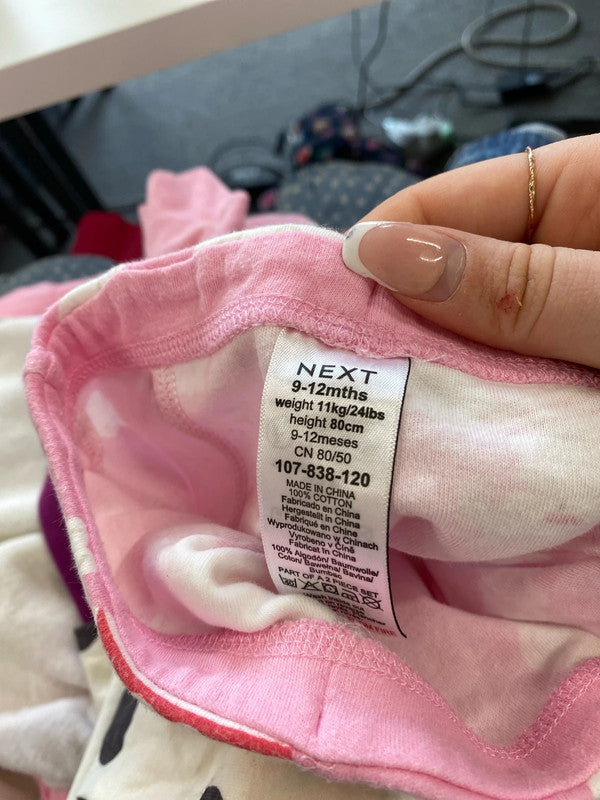 NEXT
9-12mths
weight 11kg/24lbs
height 80cm
9-12meses
CN 80/50
107-838-120
MADE IN CHINA
100% COTTON
Fabricado en China
Hergestellt in China
Fabriqué en Chine
Wyprodukowano w Chinach
Vyrobeno v Číně
Fabricat in China
100% Algodón/ Baumwolle/
Coton/ Bawełna/ Bavlna/
Bumbac
PART OF A 2 PIECE SET
FIRE